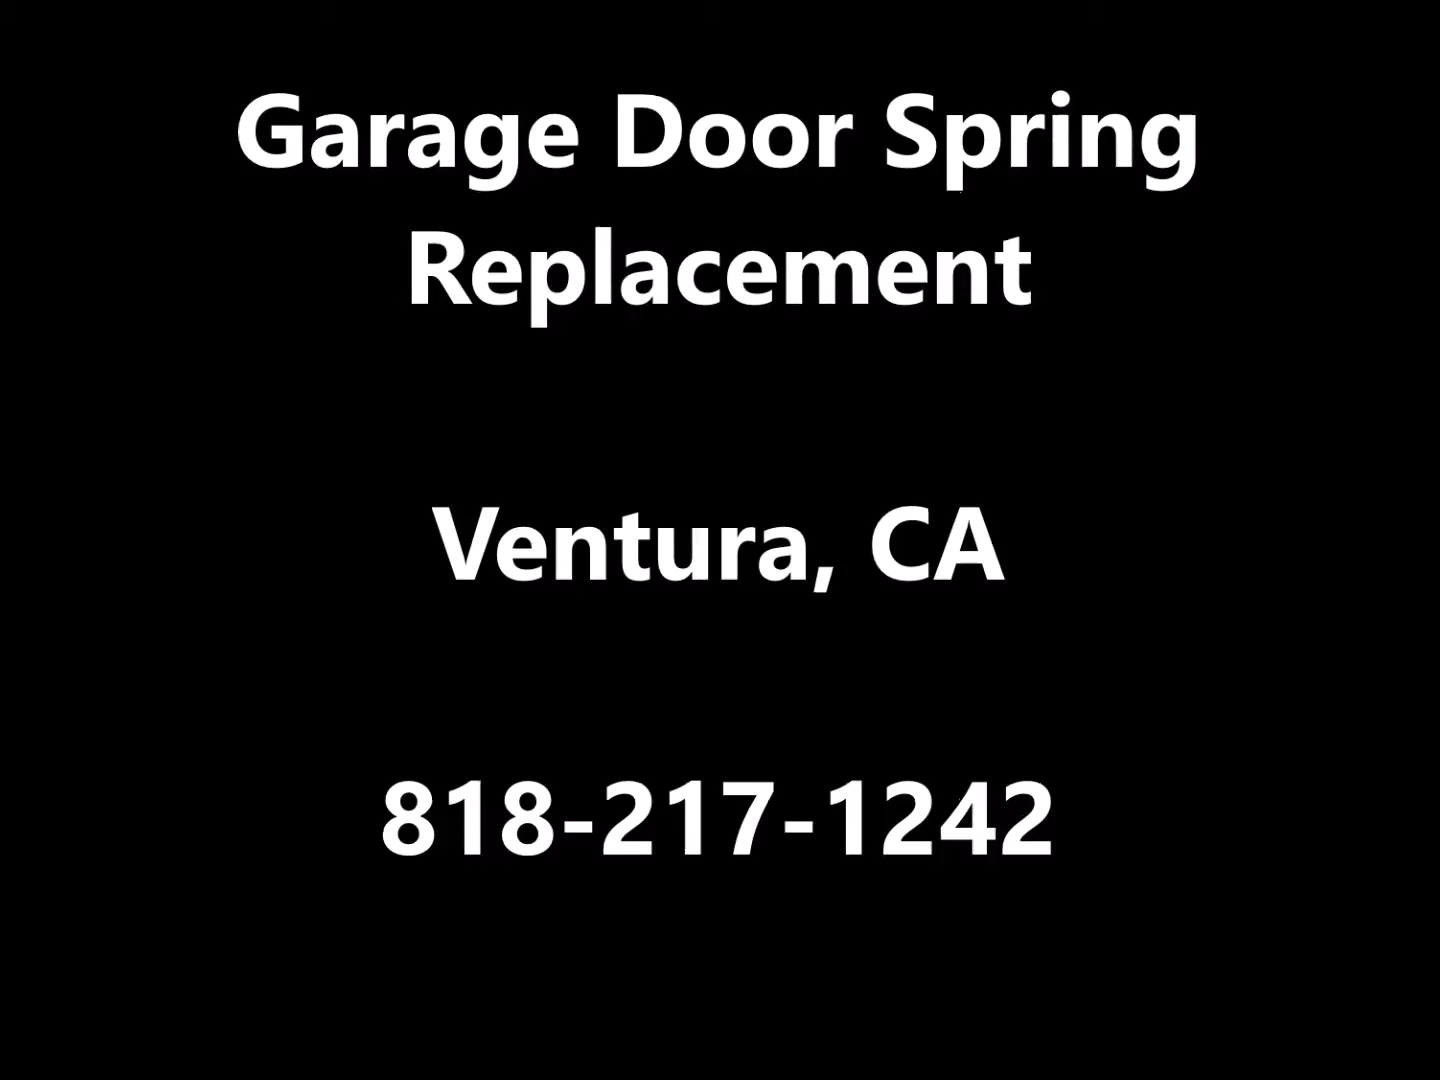 Garage Door Spring
Replacement
Ventura, CA
818-217-1242